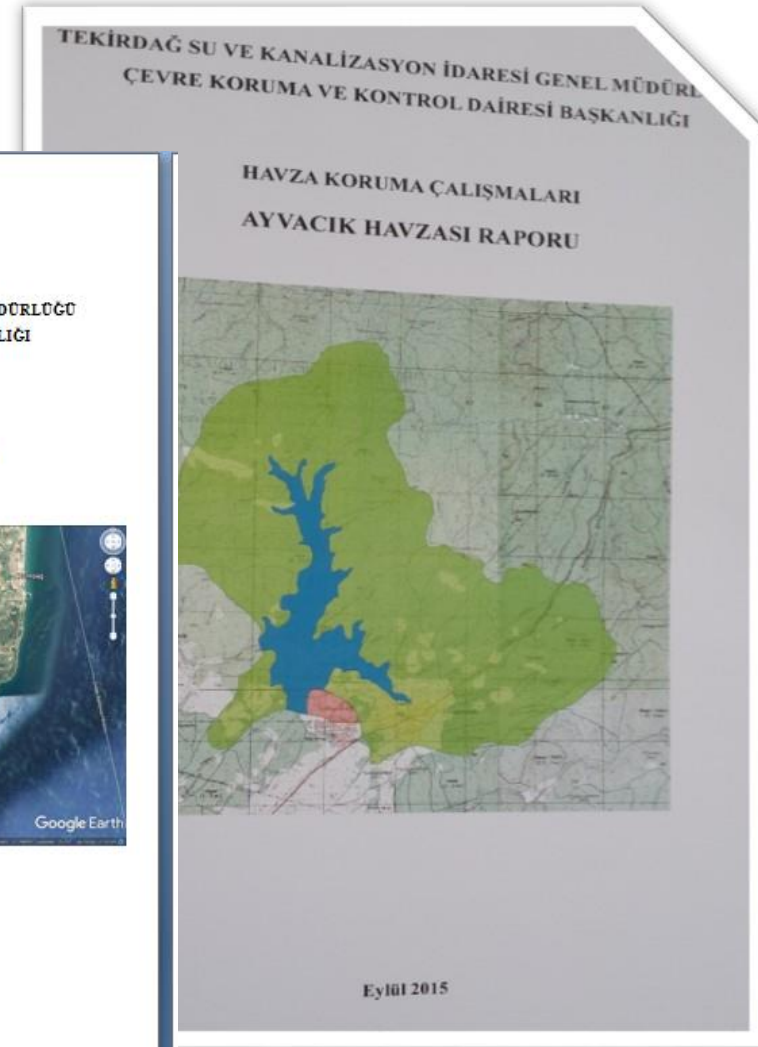 TEKİRDAĞ SU VE KANALİZASYON İDARESİ GENEL MÜDÜRL
ÇEVRE KORUMA VE KONTROL DAİRESİ BAŞKANLIĞI
HAVZA KORUMA ÇALIŞMALARI
AYVACIK HAVZASI RAPORU
Eylül 2015
DÜRLÜĞÜ
LIĞI
Google Earth